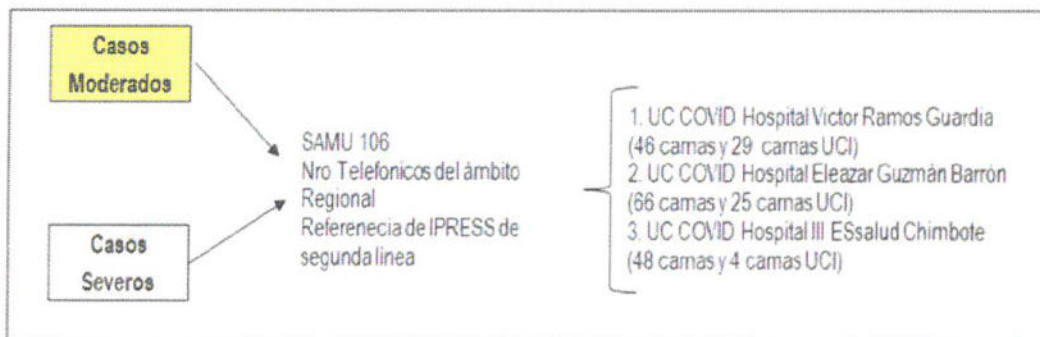 Casos
Moderados
Casos
Severos
SAMU 106
Nro Telefonicos del ámbito
Regional
Referenecia de IPRESS de
segunda linea
1. UC COVID Hospital Victor Ramos Guardia
(46 camas y 29 camas UCI)
2. UC COVID Hospital Eleazar Guzmán Barrón
(66 camas y 25 camas UCI)
3. UC COVID Hospital III ESsalud Chimbote
(48 camas y 4 camas UCI)